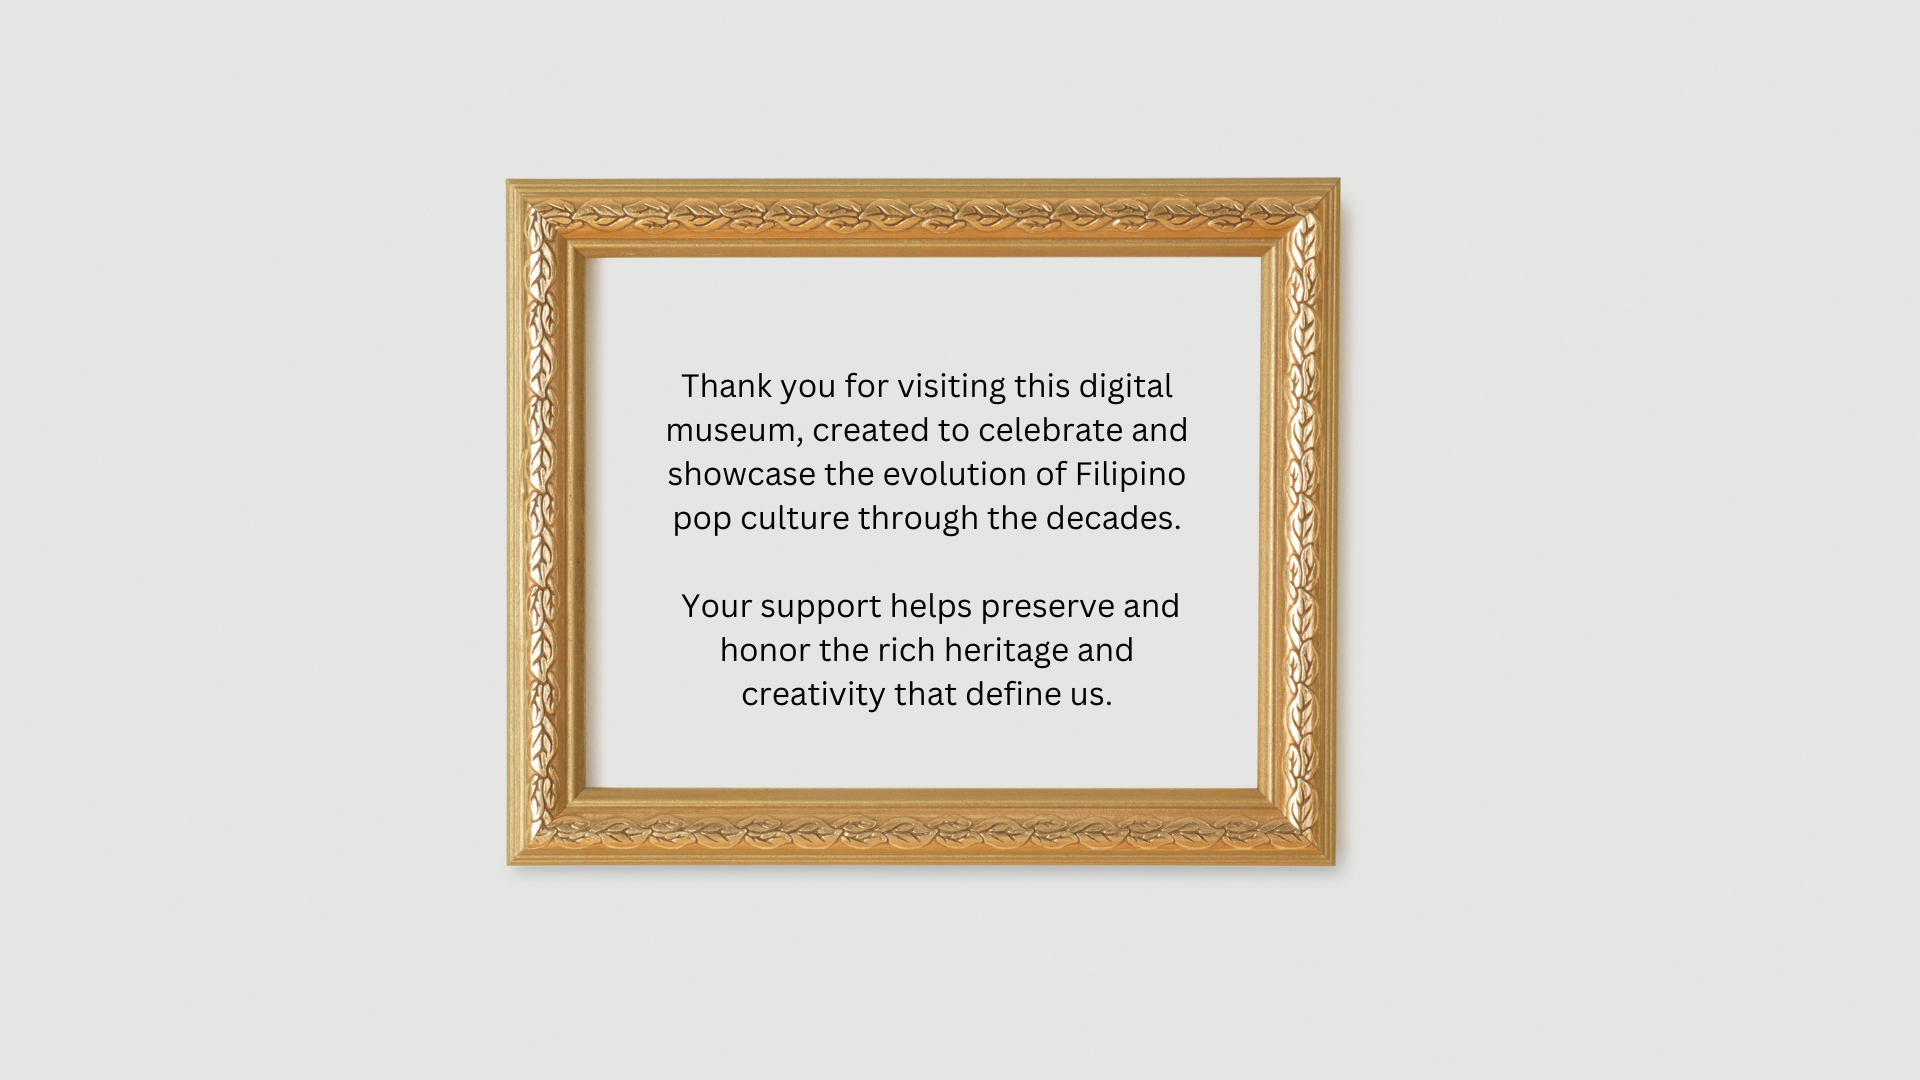 Thank you for visiting this digital
museum, created to celebrate and
showcase the evolution of Filipino
pop culture through the decades.
Your support helps preserve and
honor the rich heritage and
creativity that define us.